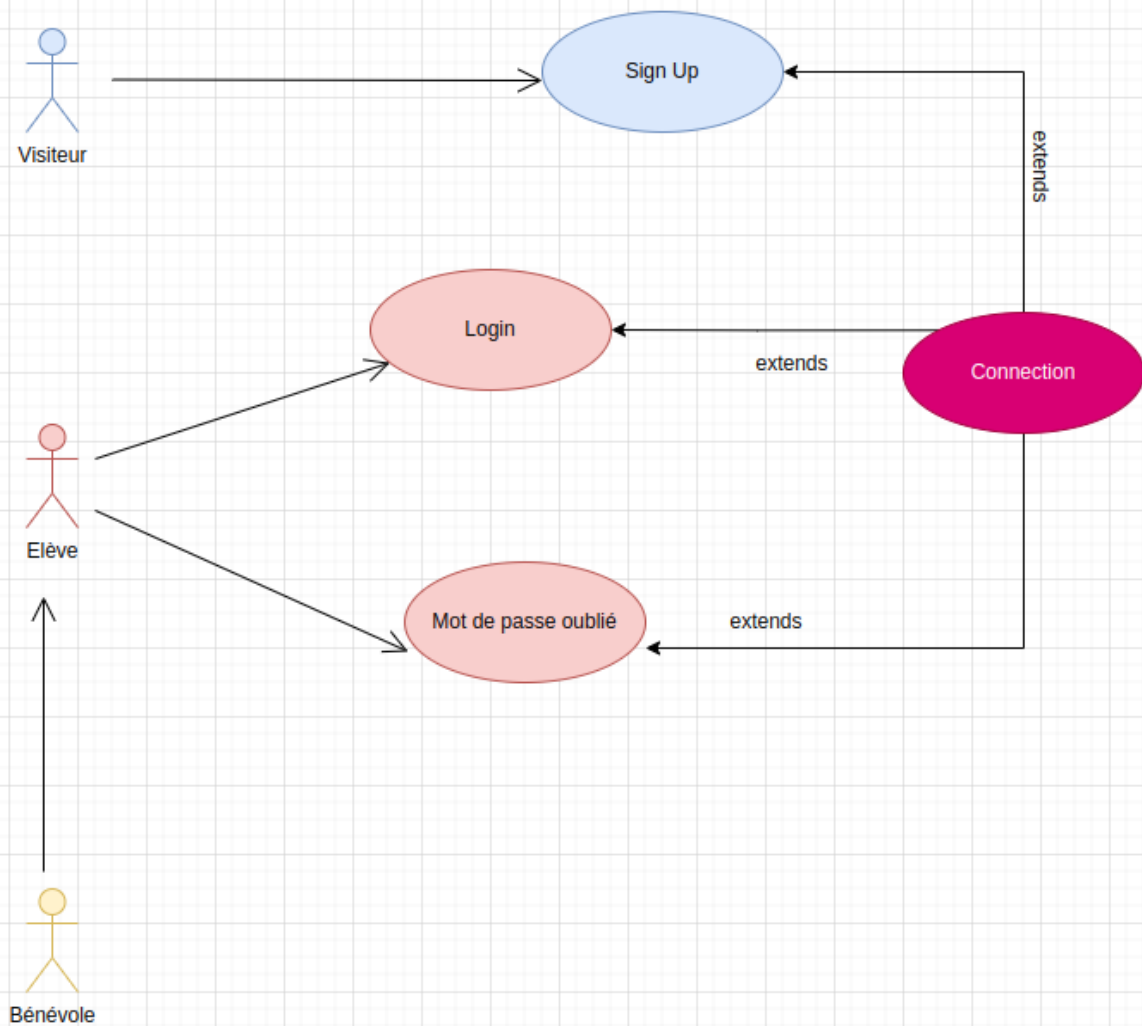 Sign Up
Visiteur
extends
Login
extends
Connection
Elève
Mot de passe oublié
extends
Bénévole